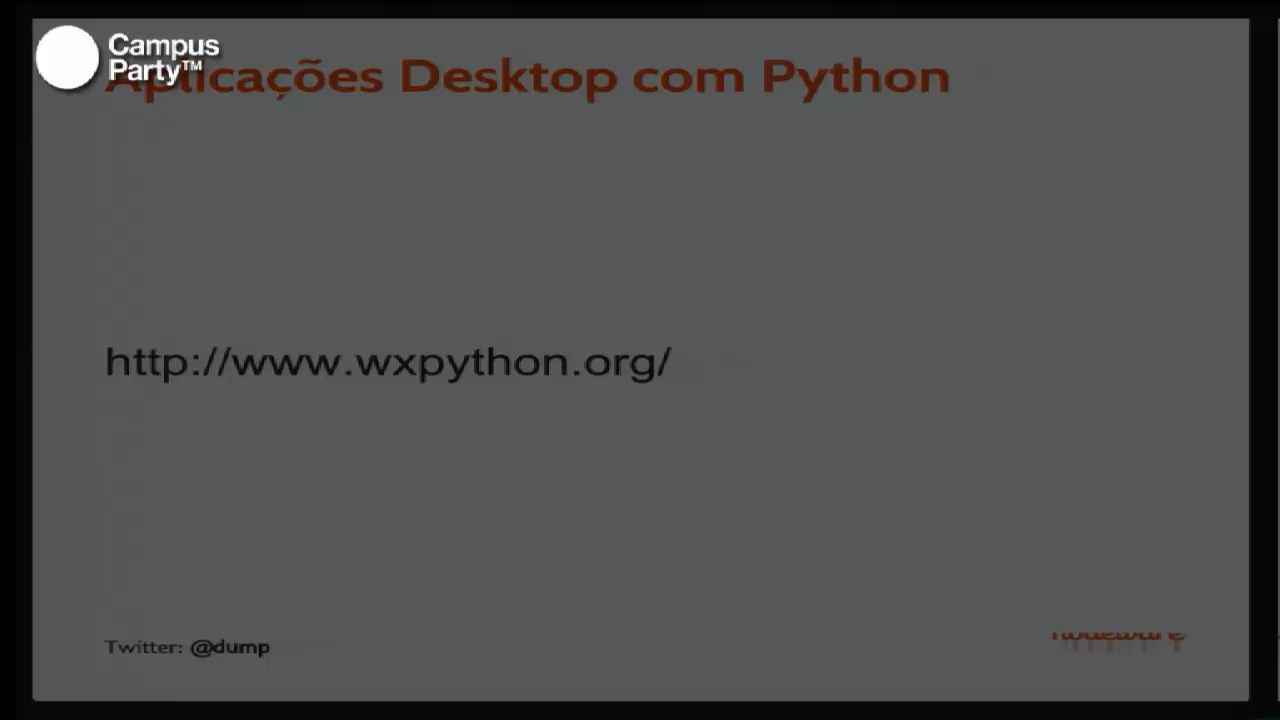 Campus
Party™
Aplicações Desktop com Python
http://www.wxpython.org/
Twitter: @dump